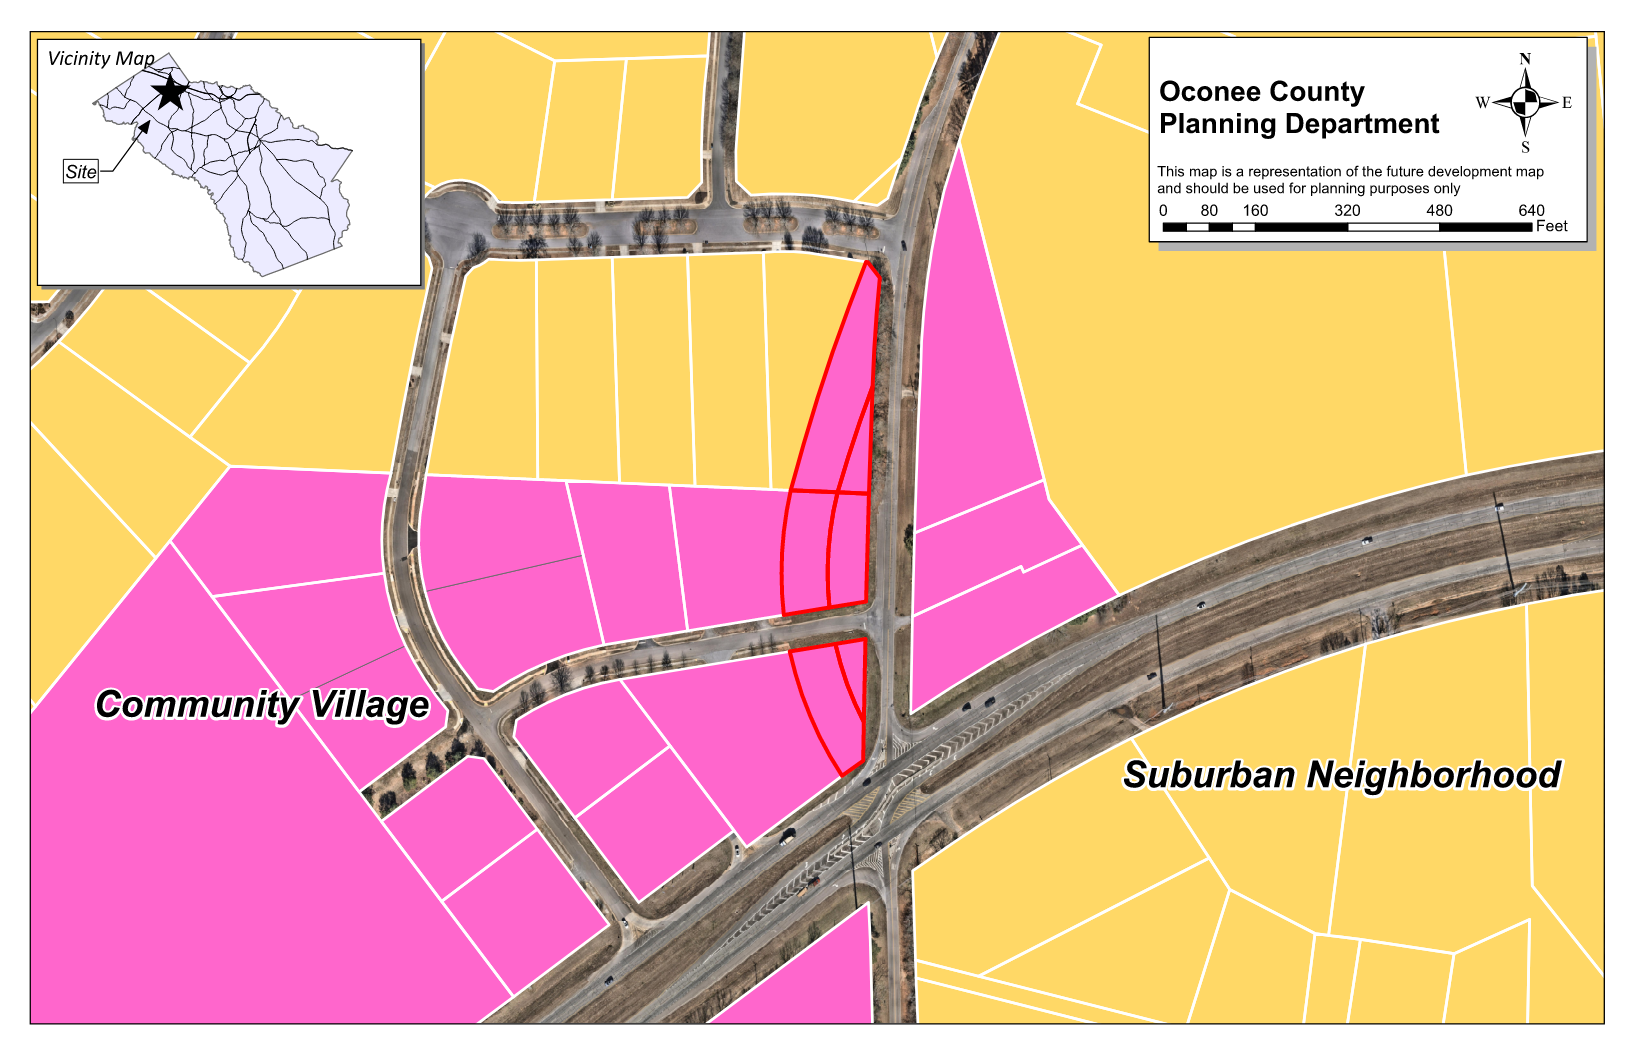 Vicinity Map
Site
Oconee County
Planning Department
N
W E
S
This map is a representation of the future development map
and should be used for planning purposes only
0 80 160 320 480 640
Feet
Community Village
Suburban Neighborhood